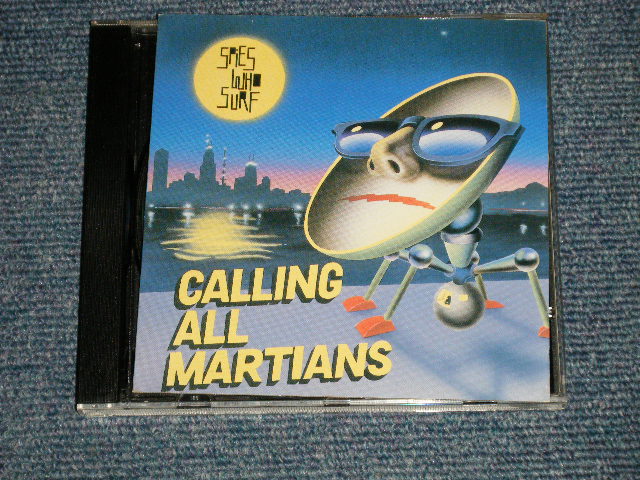 SPIES
WHO
SURF
CALLING
ALL
MARTIANS